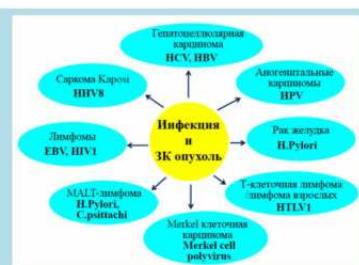 Гепатоцеллюлярная
карцинома
HCV, HBV
Саркома Kaposi
HHV8
Аногенитальные
карциномы
HPV
Инфекция
и
ЗК опухоль
Лимфомы
EBV, HIV1
Рак желудка
H.Pylori
MALT-лимфома
H.Pylori,
C.psittachi
Т-клеточная лимфома
/лимфома взрослых
HTLV1
Merkel клеточная
карцинома
Merkel cell
polyvirus